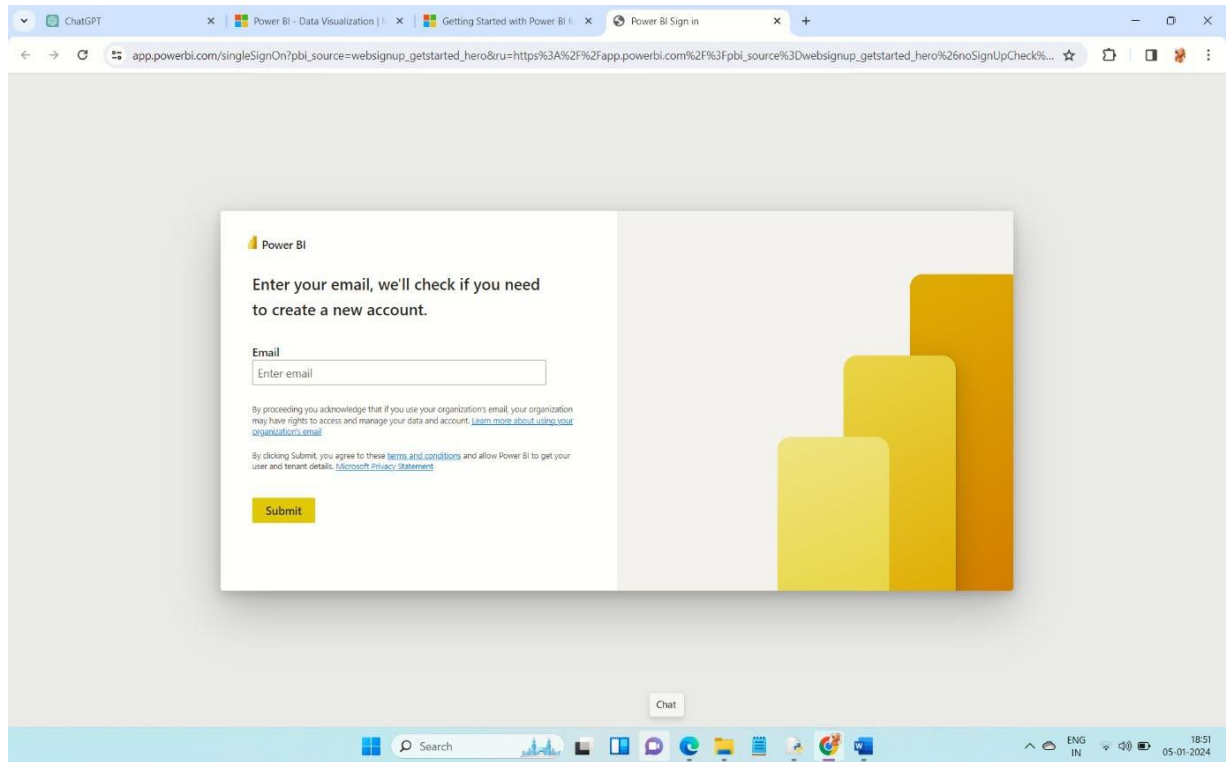 ChatGPT
Power BI - Data Visualization |
Getting Started with Power BI
Power BI Sign in
app.powerbi.com/singleSignOn?pbi_source=websignup_getstarted_hero&ru=https%3A%2F%2Fapp.powerbi.com%2F%3Fpbi_source%3Dwebsignup_getstarted_hero%26noSignUpCheck%...
Power BI
Enter your email, we'll check if you need
to create a new account.
Email
Enter email
By proceeding you acknowledge that if you use your organization's email, your organization
may have rights to access and manage your data and account. Learn more about using your
organization's email
By clicking Submit, you agree to these terms and conditions and allow Power BI to get your
user and tenant details. Microsoft Privacy Statement
Submit
Chat
Search
ENG
IN
18:51
05-01-2024